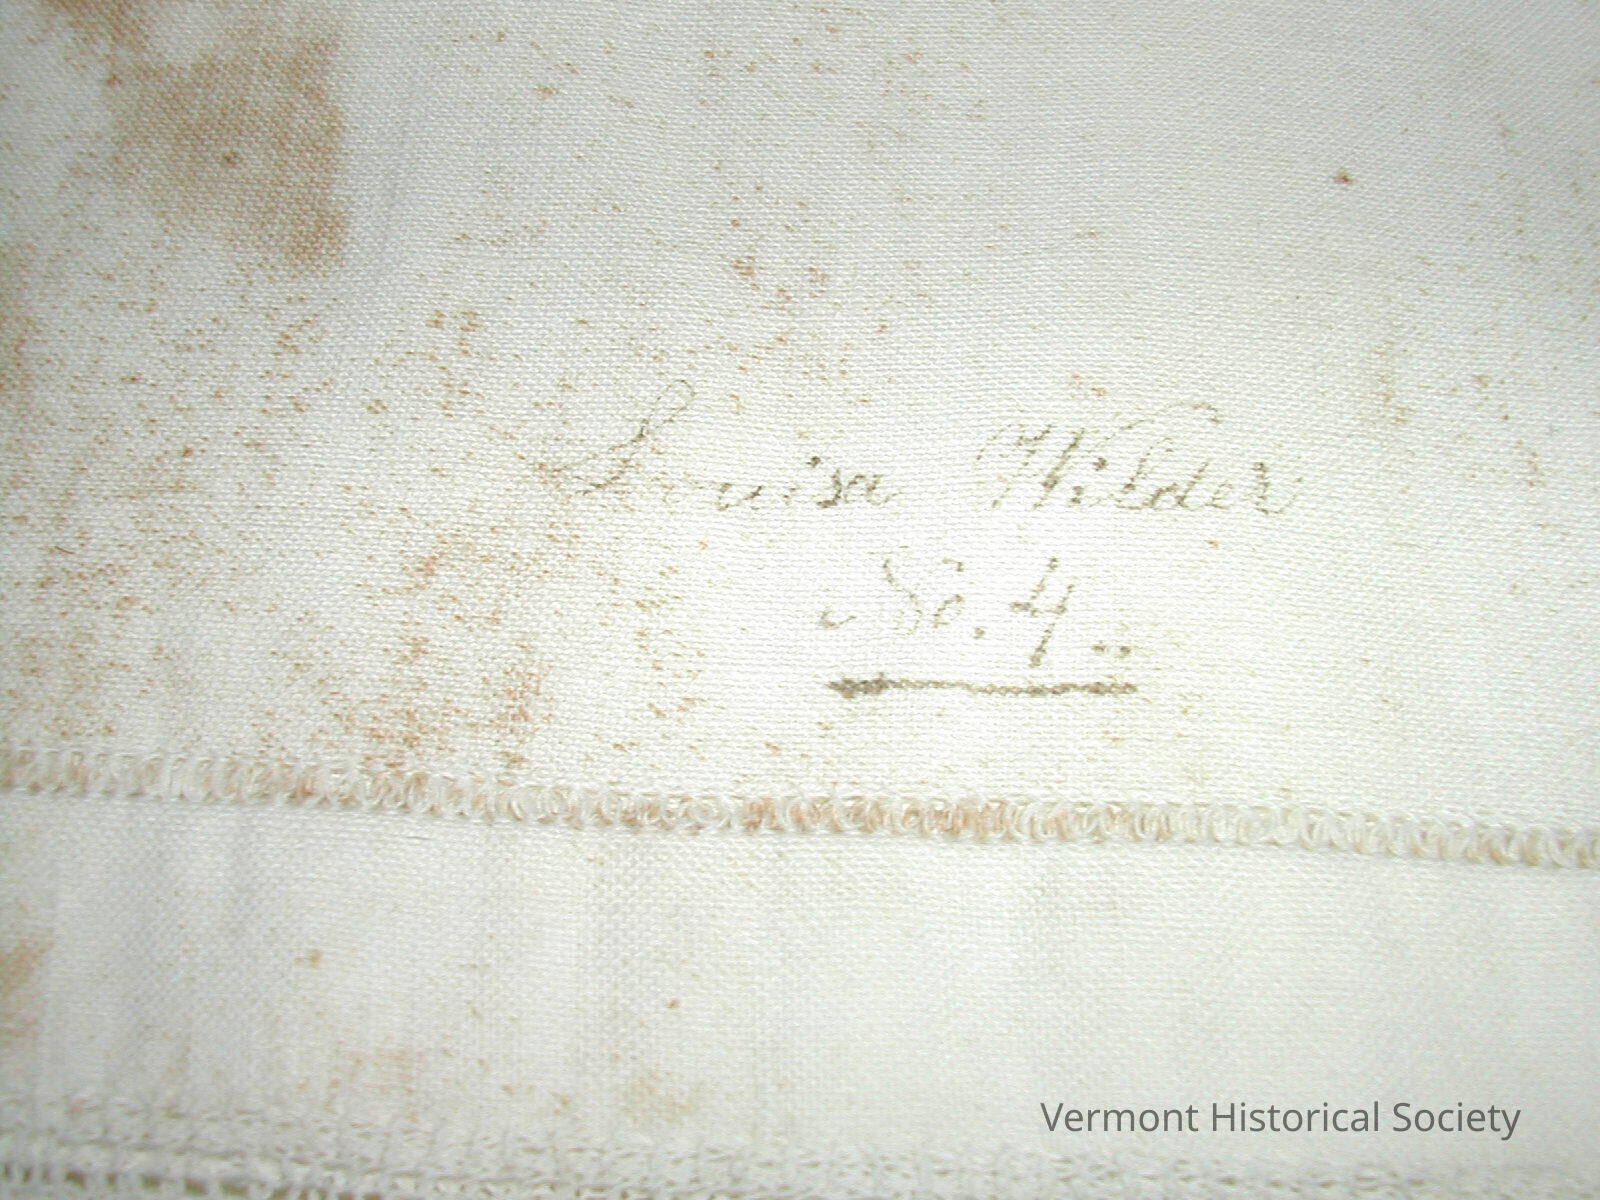 Louisa Wilder
No. 4..
Vermont Historical Society